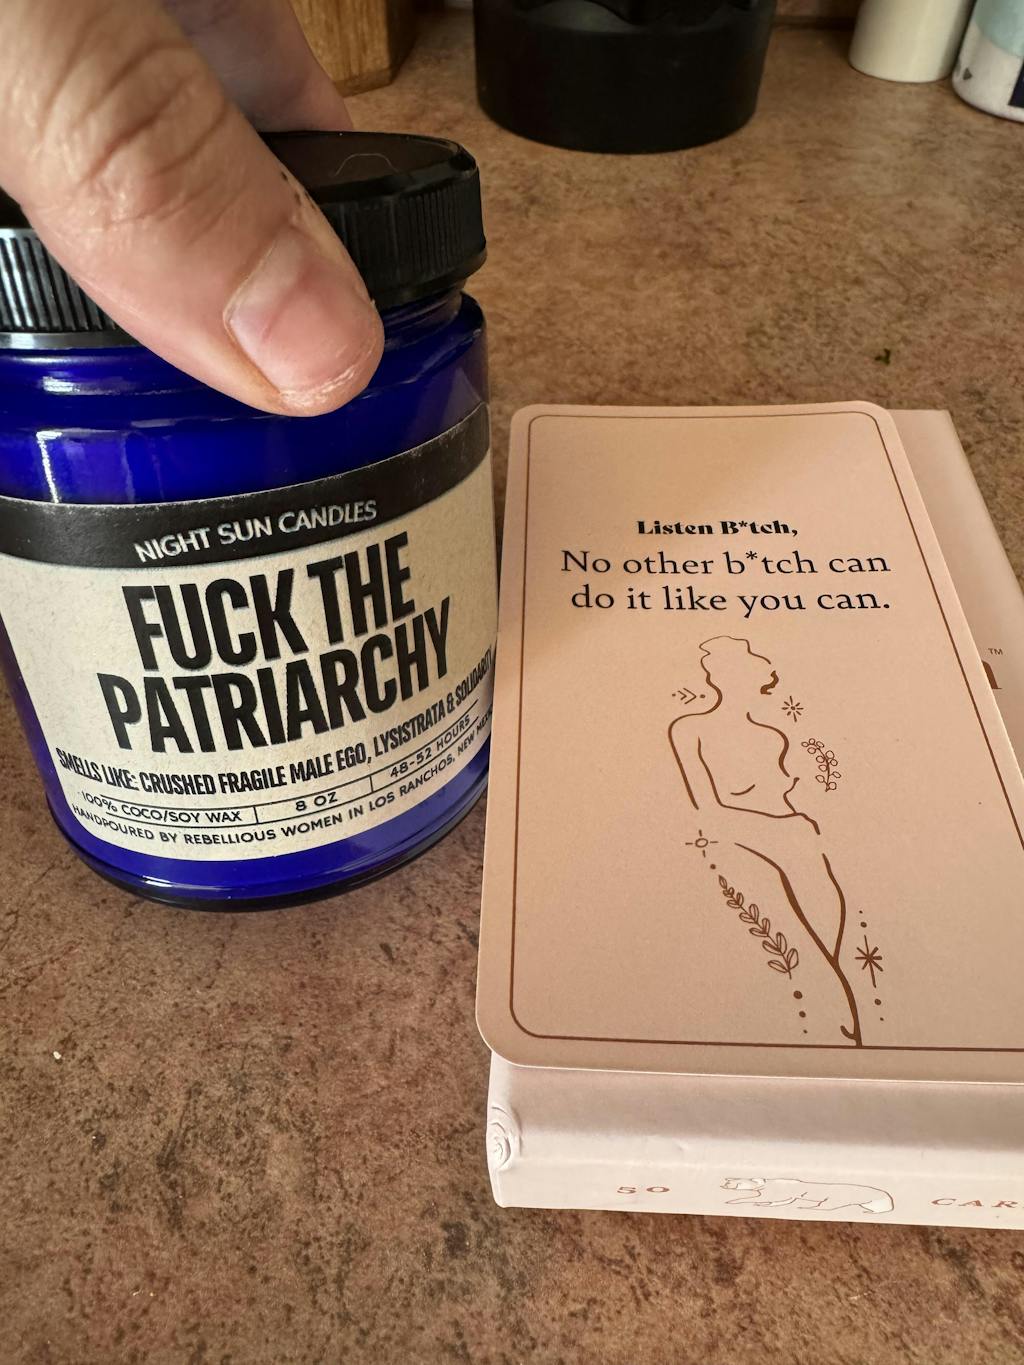 NIGHT SUN CANDLES
FUCK THE
PATRIARCHY
SMELLS LIKE: CRUSHED FRAGILE MALE EGO, LYSISTRATA & SOLIDARITY
100% COCO/SOY WAX
8 OZ
48-52 HOURS
HANDPOURED BY REBELLIOUS WOMEN IN LOS RANCHOS, NEW
Listen B*tch,
No other b*tch can
do it like you can.
TM
50